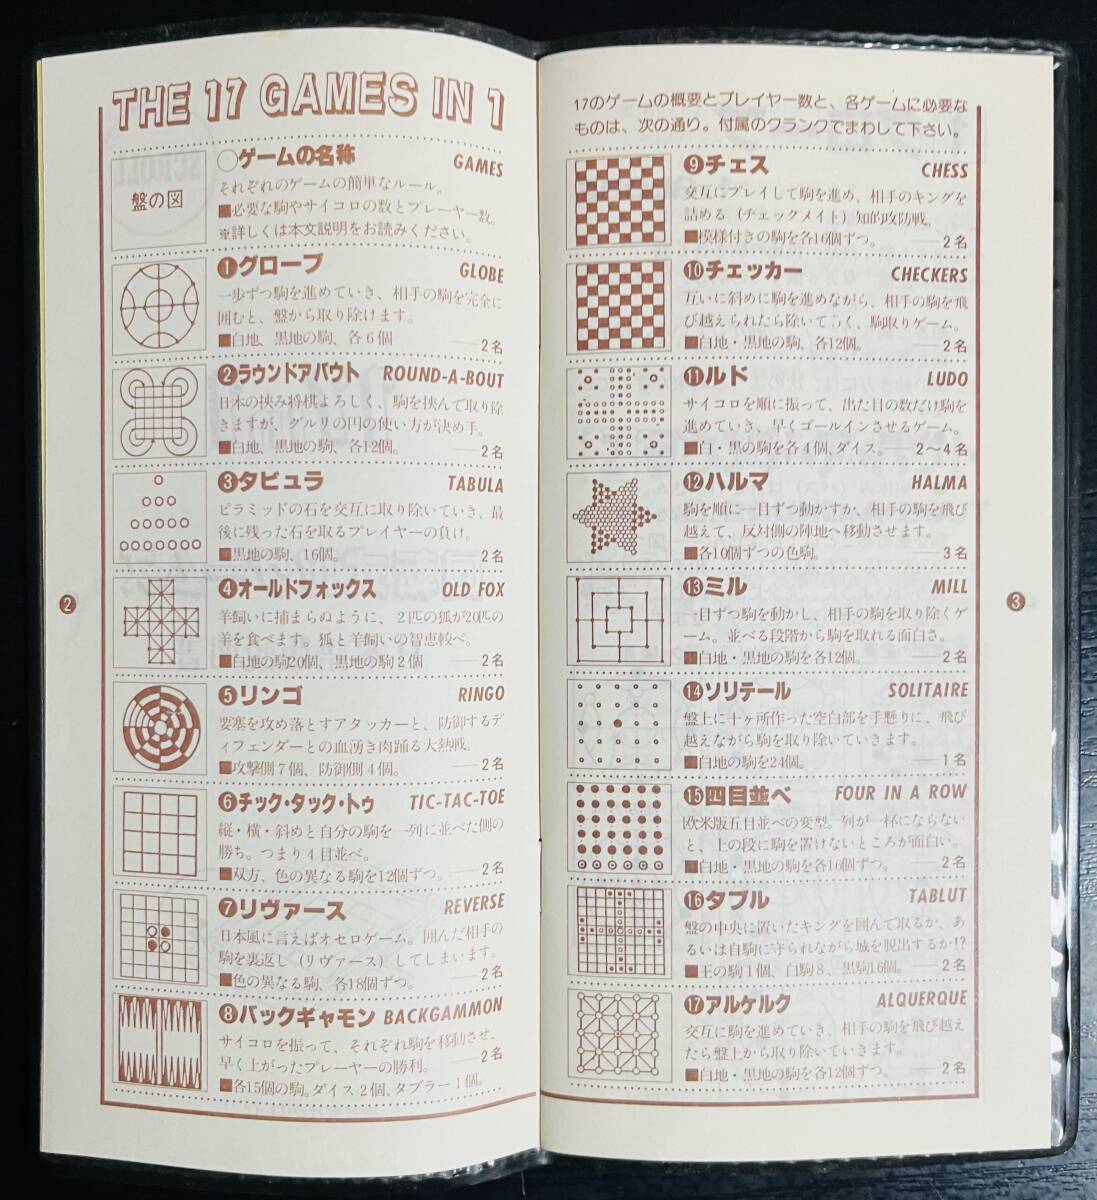 THE 17 GAMES IN 1
盤の図
○ゲームの名称 GAMES
それぞれのゲームの簡単なルール。
■必要な駒やサイコロの数とプレーヤー数。
※詳しくは本文説明をお読みください。
❶グローブ GLOBE
一歩ずつ駒を進めていき、相手の駒を完全に
囲むと、盤から取り除けます。
■白地、黒地の駒、各6個 ——2名
❷ラウンドアバウト ROUND-A-BOUT
日本の挟み将棋よろしく、駒を挟んで取り除
きますが、グルリの円の使い方が決め手。
■白地、黒地の駒、各12個。 ——2名
❸タビュラ TABULA
ピラミッドの石を交互に取り除いていき、最
後に残った石を取るプレイヤーの負け。
■黒地の駒、16個。 ——2名
❹オールドフォックス OLD FOX
羊飼いに捕まらぬように、2匹の狐が20匹の
羊を食べます。狐と羊飼いの智恵較べ。
■白地の駒20個、黒地の駒2個 ——2名
❺リンゴ RINGO
要塞を攻め落とすアタッカーと、防御するデ
ィフェンダーとの血湧き肉踊る大熱戦。
■攻撃側7個、防御側4個。 ——2名
❻チック・タック・トゥ TIC-TAC-TOE
縦・横・斜めと自分の駒を一列に並べた側の
勝ち。つまり4目並べ。
■双方、色の異なる駒を12個ずつ。 ——2名
❼リヴァース REVERSE
日本風に言えばオセロゲーム。囲んだ相手の
駒を裏返し（リヴァース）してしまいます。
■色の異なる駒、各18個ずつ。 ——2名
❽バックギャモン BACKGAMMON
サイコロを振って、それぞれ駒を移動させ、
早く上がったプレーヤーの勝利。 ——2名
■各15個の駒。ダイス2個、タブラー1個。
❷
17のゲームの概要とプレイヤー数と、各ゲームに必要な
ものは、次の通り。付属のクランクでまわして下さい。
❾チェス CHESS
交互にプレイして駒を進め、相手のキングを
詰める（チェックメイト）知的攻防戦。
■模様付きの駒を各16個ずつ。 ——2名
❿チェッカー CHECKERS
互いに斜めに駒を進めながら、相手の駒を飛
び越えられたら除いて く、駒取りゲーム。
■白地・黒地の駒、各12個。 ——2名
⓫ルド LUDO
サイコロを順に振って、出た目の数だけ駒を
進めていき、早くゴールインさせるゲーム。
■白・黒の駒を各4個、ダイス。 ——2〜4名
⓬ハルマ HALMA
駒を順に一目ずつ動かすか、相手の駒を飛び
越えて、反対側の陣地へ移動させます。
■各10個ずつの色駒。 ——3名
⓭ミル MILL
一目ずつ駒を動かし、相手の駒を取り除くゲ
ーム。並べる段階から駒を取れる面白さ。
■白地・黒地の駒を各12個。 ——2名
⓮ソリテール SOLITAIRE
盤上に十ヶ所作った空白部を手懸りに、飛び
越えながら駒を取り除いていきます。
■白地の駒を24個。 ——1名
⓯四目並べ FOUR IN A ROW
欧米版五目並べの変型。列が一杯にならない
と、上の段に駒を置けないところが面白い。
■白地・黒地の駒を各16個ずつ。 ——2名
⓰タブル TABLUT
盤の中央に置いたキングを囲んで取るか、あ
るいは自駒に守られながら城を脱出するか!?
■王の駒1個、白駒8、黒駒16個。 ——2名
⓱アルケルク ALQUERQUE
交互に駒を進めていき、相手の駒を飛び越え
たら盤上から取り除いていきます。
■白地・黒地の駒を各12個ずつ。 ——2名
❸